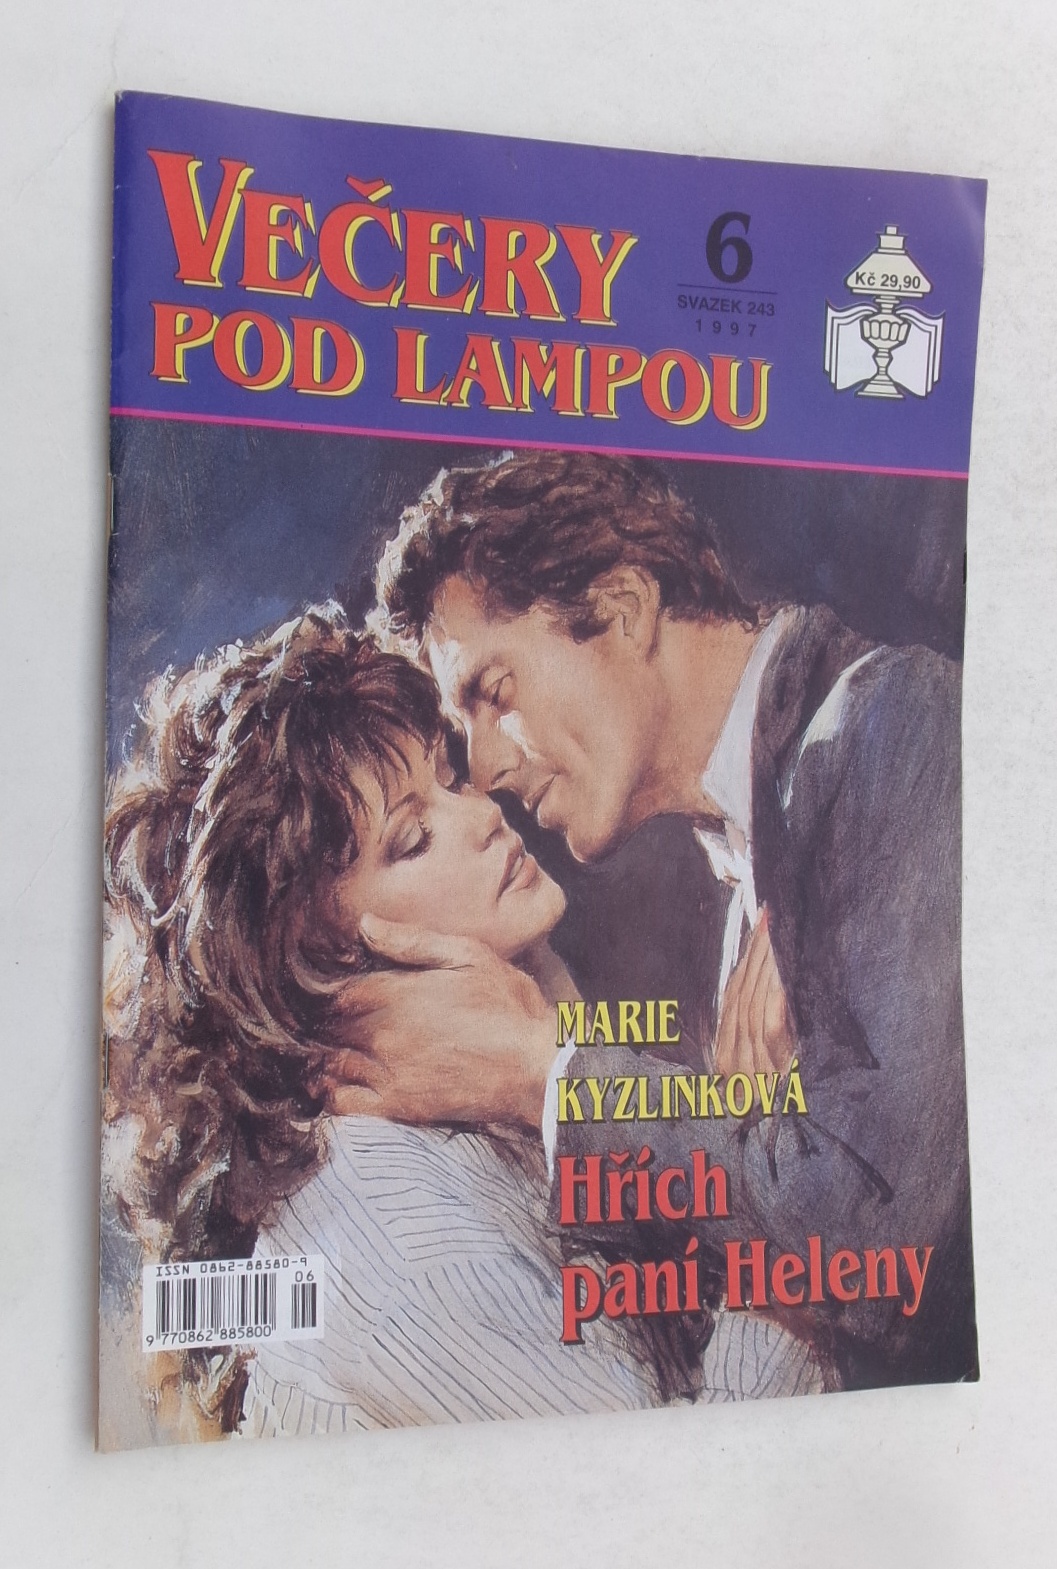 VEČERY
POD LAMPOU
6
SVAZEK 243
1997
Kč 29,90
MARIE
KYZLINKOVÁ
Hřích
paní Heleny
ISSN 0862-88580-9
06
9 770862 885800